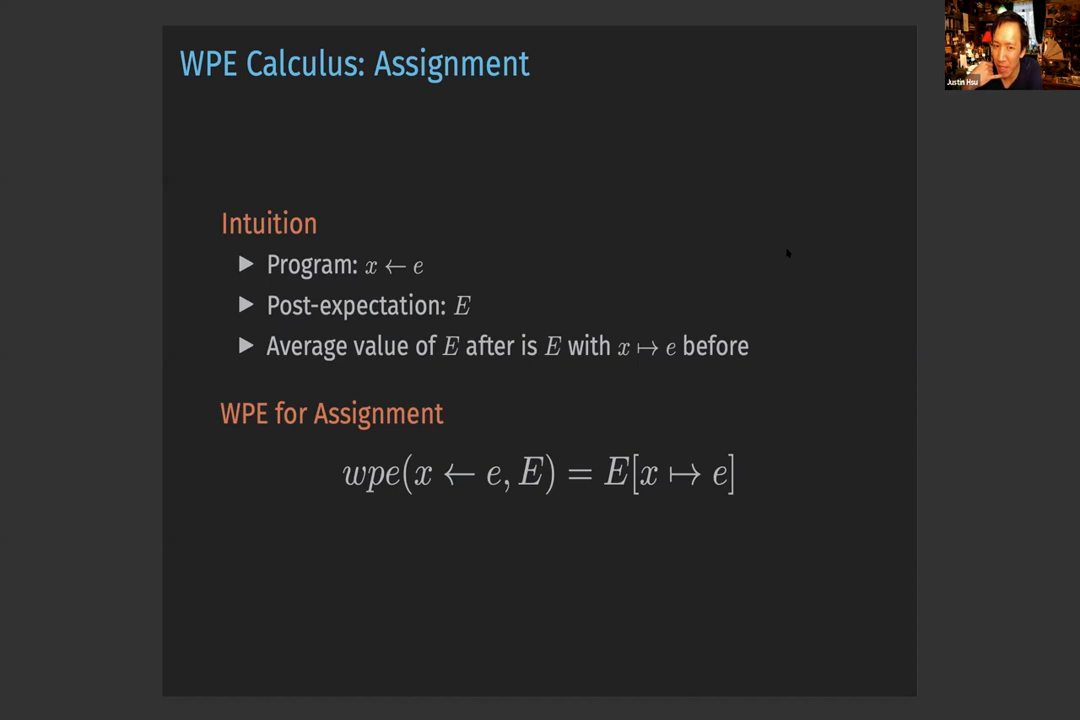 WPE Calculus: Assignment
Justin Hsu
Intuition
▶ Program: x ← e
▶ Post-expectation: E
▶ Average value of E after is E with x ↦ e before
WPE for Assignment
wpe(x ← e, E) = E[x ↦ e]